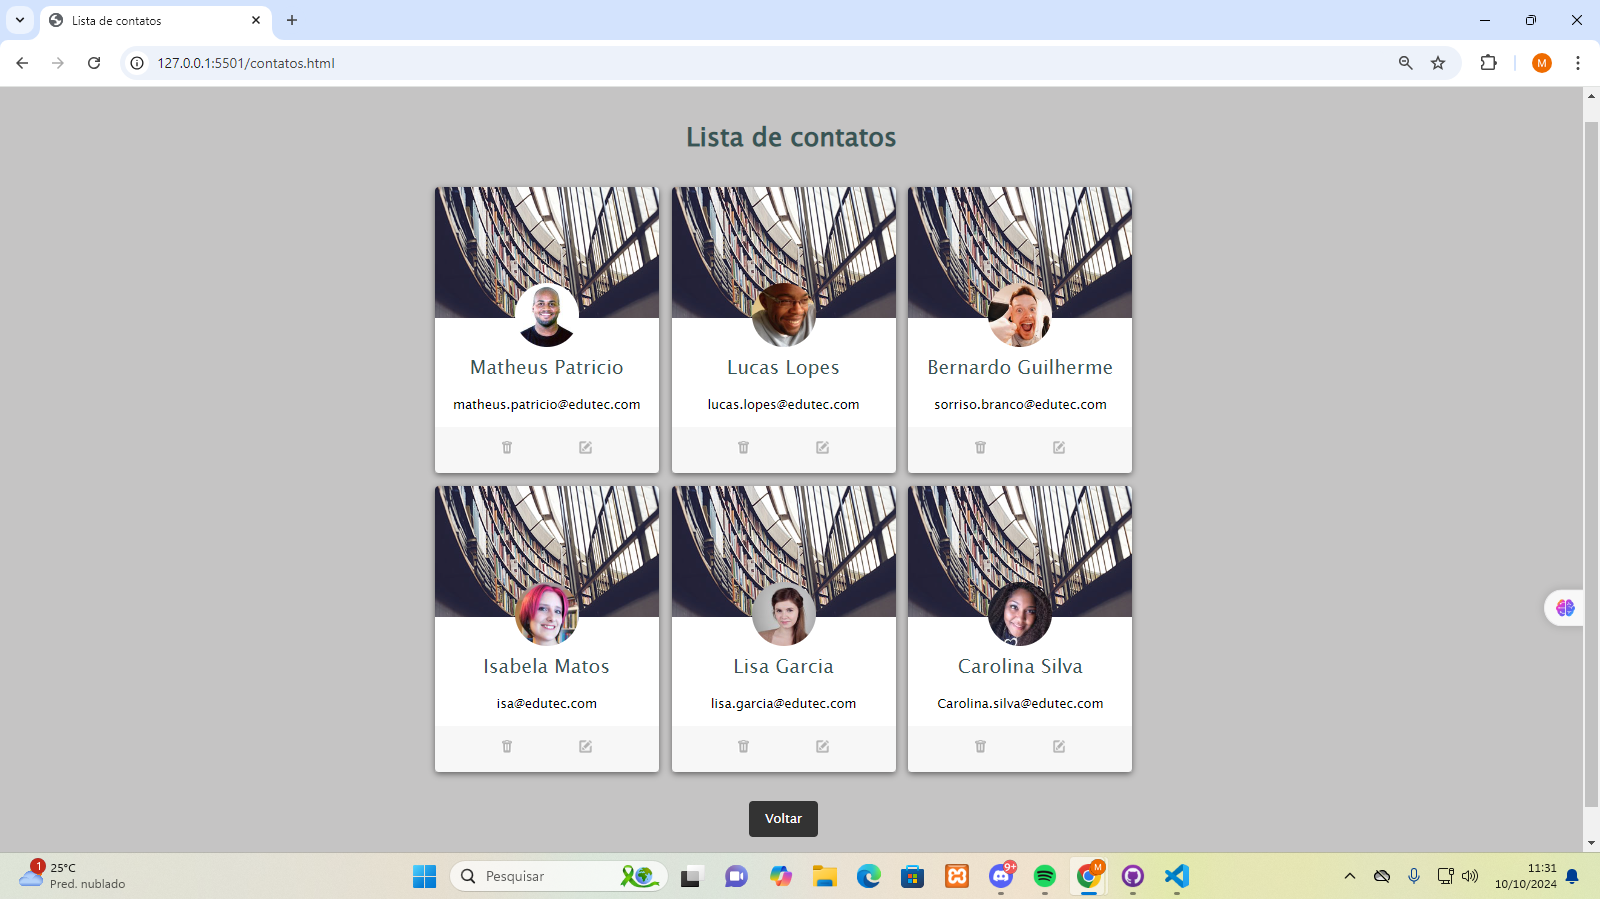 Lista de contatos
127.0.0.1:5501/contatos.html
M
Lista de contatos
Matheus Patricio
matheus.patricio@edutec.com
Lucas Lopes
lucas.lopes@edutec.com
Bernardo Guilherme
sorriso.branco@edutec.com
Isabela Matos
isa@edutec.com
Lisa Garcia
lisa.garcia@edutec.com
Carolina Silva
Carolina.silva@edutec.com
Voltar
1
25°C
Pred. nublado
Pesquisar
9+
M
11:31
10/10/2024